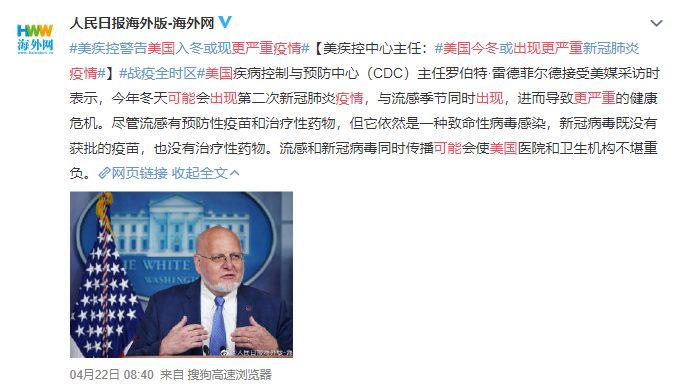 人民日报海外版-海外网
HWW
海外网
haiwainet.cn
#美疾控警告美国入冬或现更严重疫情#【美疾控中心主任：#美国今冬或出现更严重新冠肺炎
疫情#】#战疫全时区#美国疾病控制与预防中心（CDC）主任罗伯特·雷德菲尔德接受美媒采访时
表示，今年冬天可能会出现第二次新冠肺炎疫情，与流感季节同时出现，进而导致更严重的健康
危机。尽管流感有预防性疫苗和治疗性药物，但它依然是一种致命性病毒感染，新冠病毒既没有
获批的疫苗，也没有治疗性药物。流感和新冠病毒同时传播可能会使美国医院和卫生机构不堪重
负。网页链接 收起全文
THE WHITE
WASHINGTON
@人民日报海外版-海
04月22日 08:40 来自 搜狗高速浏览器